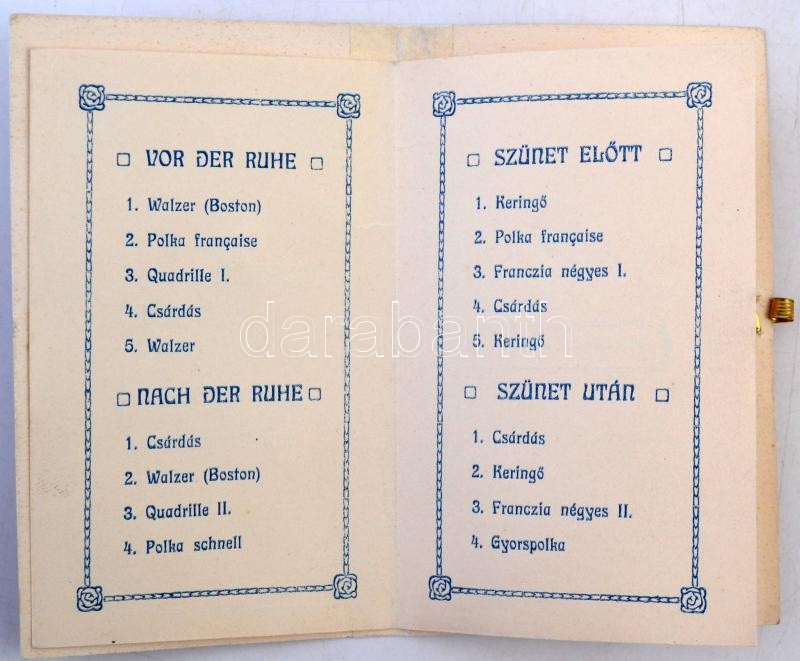 VOR DER RUHE
1. Walzer (Boston)
2. Polka française
3. Quadrille I.
4. Csárdás
5. Walzer
NACH DER RUHE
1. Csárdás
2. Walzer (Boston)
3. Quadrille II.
4. Polka schnell
SZÜNET ELŐTT
1. Keringő
2. Polka française
3. Franczia négyes I.
4. Csárdás
5. Keringő
SZÜNET UTÁN
1. Csárdás
2. Keringő
3. Franczia négyes II.
4. Gyorspolka
darabanth